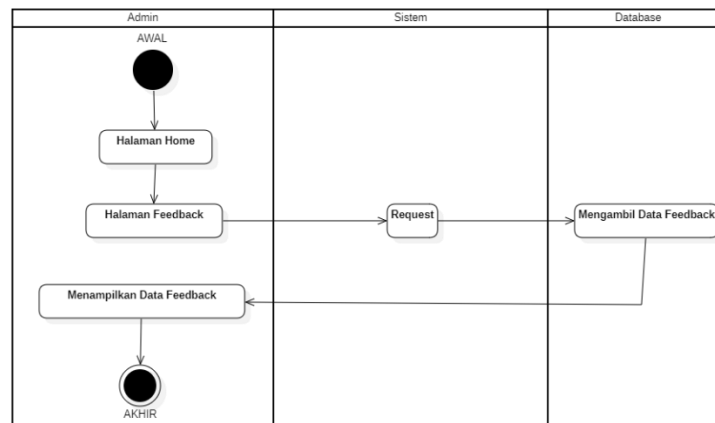 Admin
Sistem
Database
AWAL
Halaman Home
Halaman Feedback
Request
Mengambil Data Feedback
Menampilkan Data Feedback
AKHIR